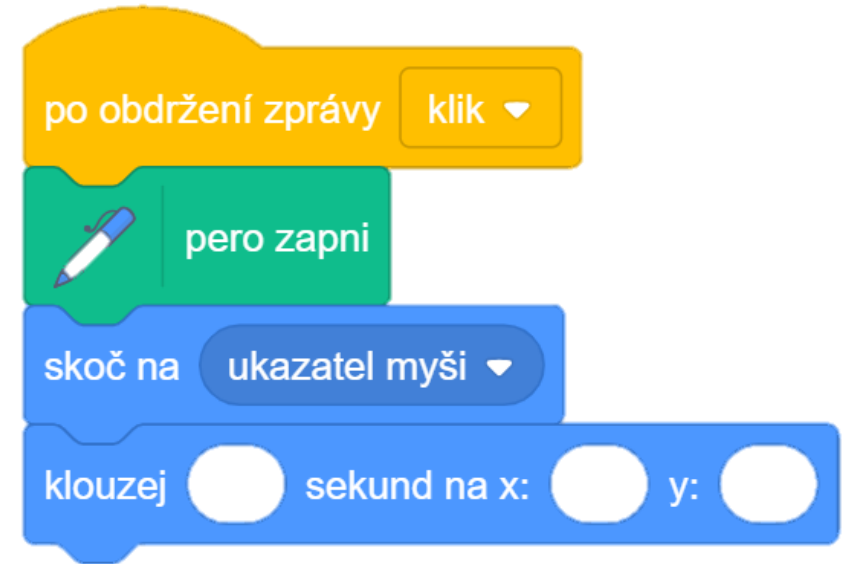 po obdržení zprávy klik
pero zapni
skoč na ukazatel myši
klouzej sekund na x: y: